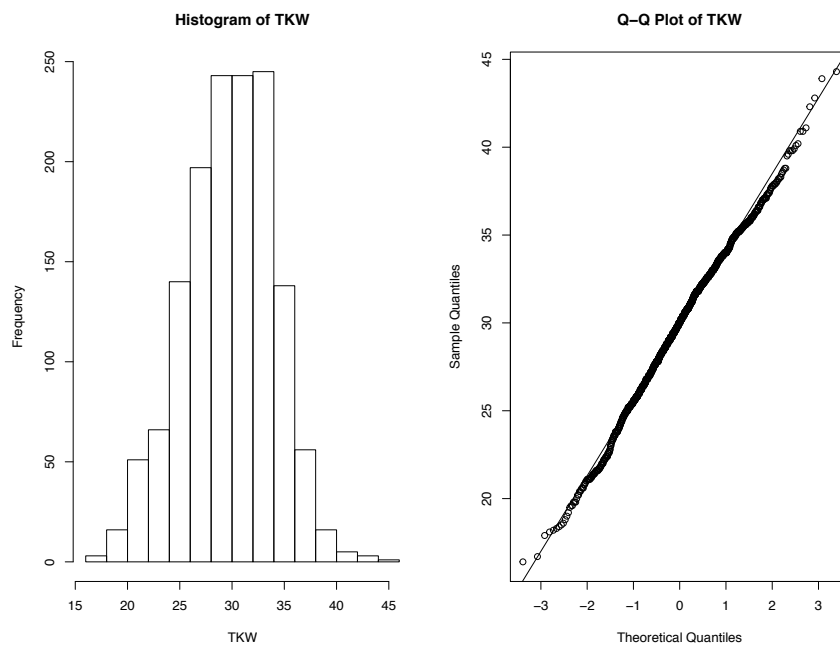 Histogram of TKW
Frequency
250
200
150
100
50
0
15 20 25 30 35 40 45
TKW
Q−Q Plot of TKW
Sample Quantiles
45
40
35
30
25
20
−3 −2 −1 0 1 2 3
Theoretical Quantiles